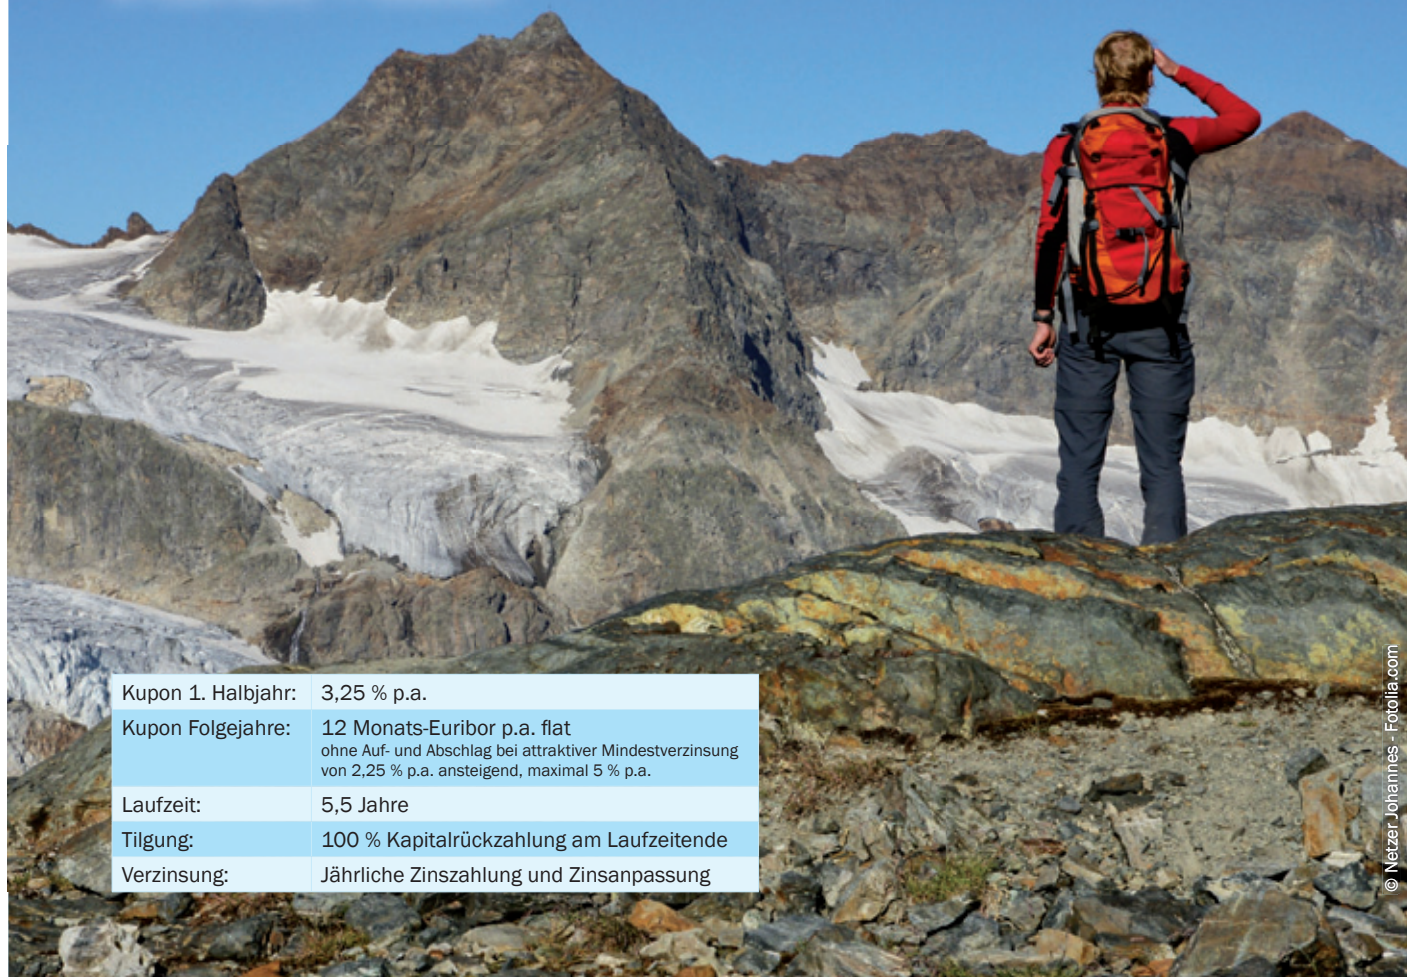 Kupon 1. Halbjahr: 3,25 % p.a.
Kupon Folgejahre: 12 Monats-Euribor p.a. flat
ohne Auf- und Abschlag bei attraktiver Mindestverzinsung
von 2,25 % p.a. ansteigend, maximal 5 % p.a.
Laufzeit: 5,5 Jahre
Tilgung: 100 % Kapitalrückzahlung am Laufzeitende
Verzinsung: Jährliche Zinszahlung und Zinsanpassung
© Netzer Johannes - Fotolia.com